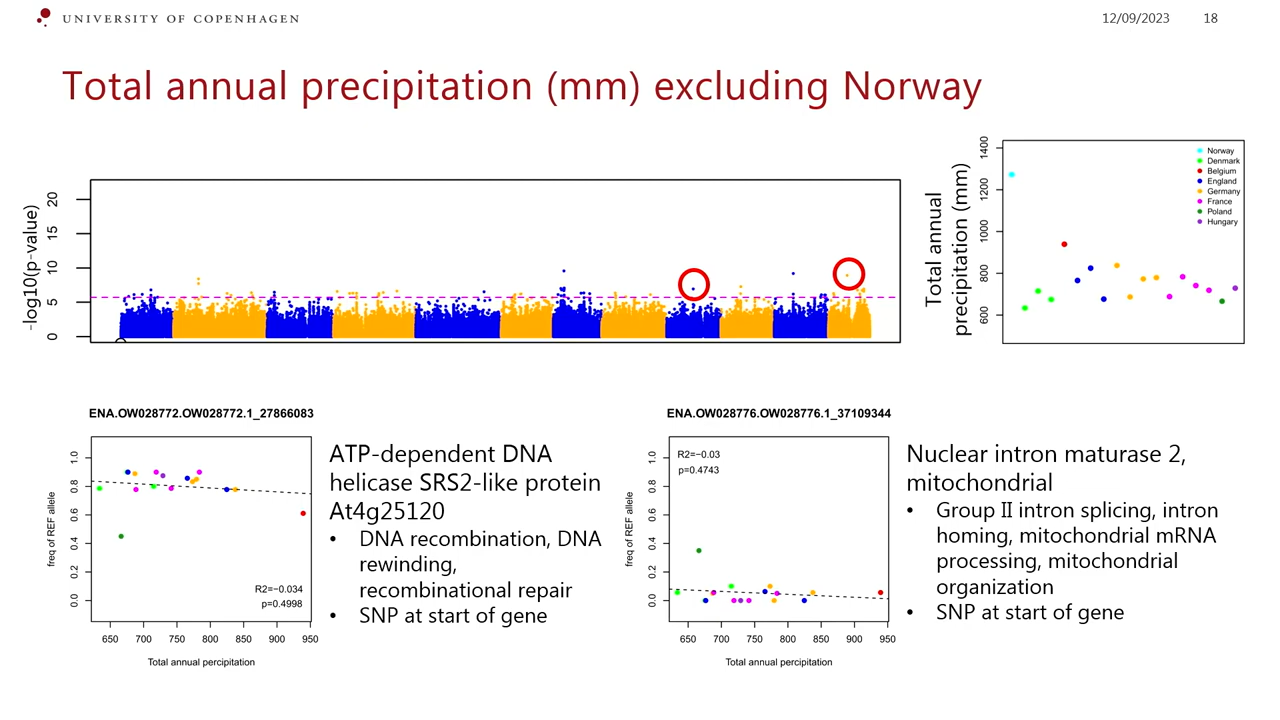 UNIVERSITY OF COPENHAGEN
12/09/2023 18
Total annual precipitation (mm) excluding Norway
-log10(p-value)
20
15
10
5
0
Total annual
precipitation (mm)
1400
1200
1000
800
600
Norway
Denmark
Belgium
England
Germany
France
Poland
Hungary
ENA.OW028772.OW028772.1_27866083
freq of REF allele
1.0
0.8
0.6
0.4
0.2
0.0
R2=−0.034
p=0.4998
650 700 750 800 850 900 950
Total annual percipitation
ATP-dependent DNA
helicase SRS2-like protein
At4g25120
• DNA recombination, DNA
rewinding,
recombinational repair
• SNP at start of gene
ENA.OW028776.OW028776.1_37109344
freq of REF allele
1.0
0.8
0.6
0.4
0.2
0.0
R2=−0.03
p=0.4743
650 700 750 800 850 900 950
Total annual percipitation
Nuclear intron maturase 2,
mitochondrial
• Group II intron splicing, intron
homing, mitochondrial mRNA
processing, mitochondrial
organization
• SNP at start of gene